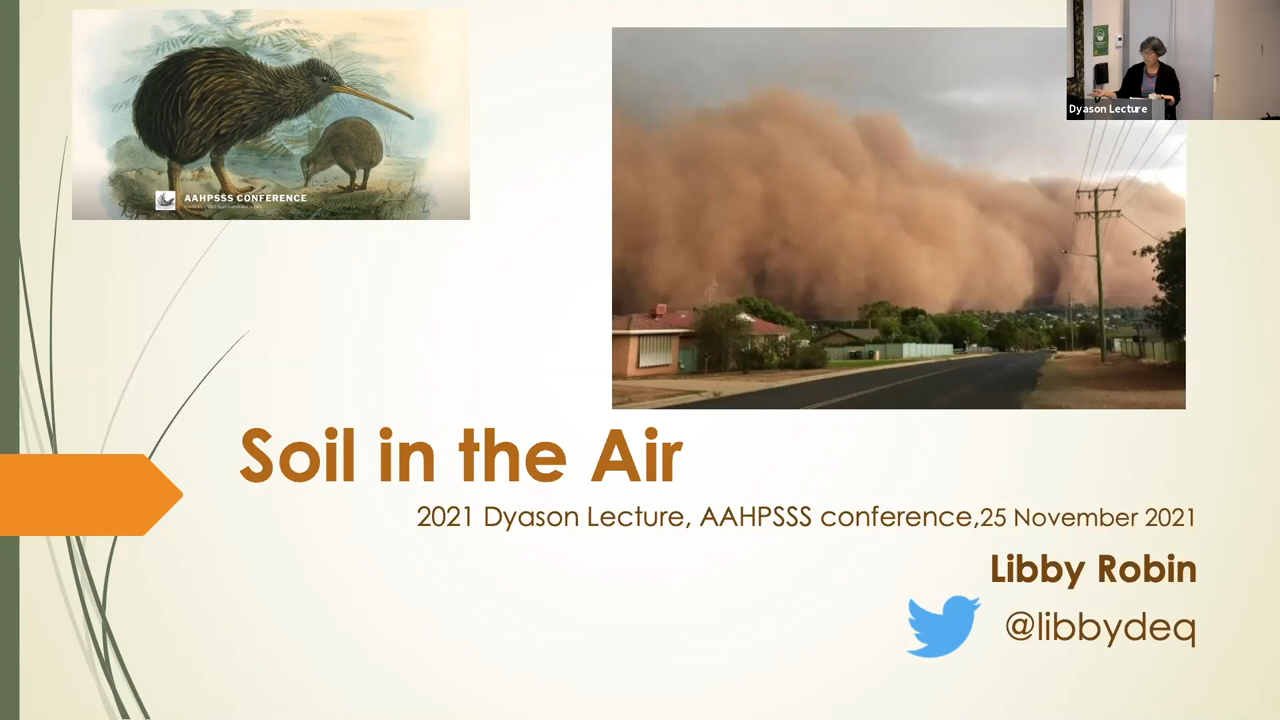 AAHPSSS CONFERENCE
Dyason Lecture
Soil in the Air
2021 Dyason Lecture, AAHPSSS conference,25 November 2021
Libby Robin
@libbydeq